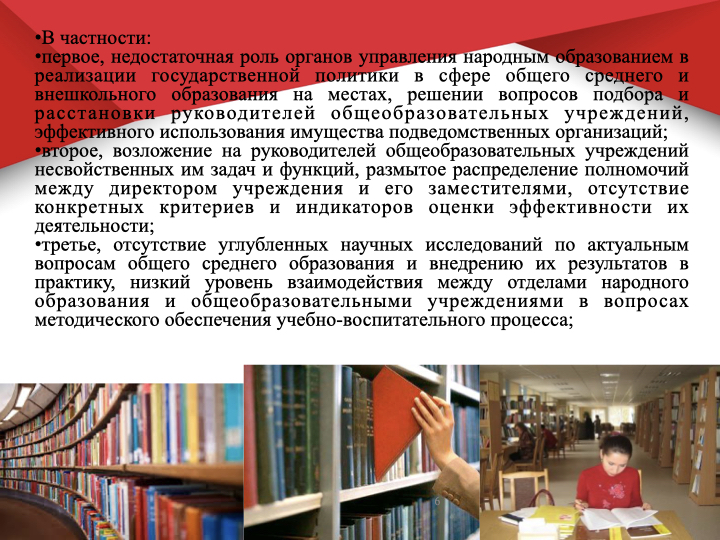 •В частности:
•первое, недостаточная роль органов управления народным образованием в
реализации государственной политики в сфере общего среднего и
внешкольного образования на местах, решении вопросов подбора и
расстановки руководителей общеобразовательных учреждений,
эффективного использования имущества подведомственных организаций;
•второе, возложение на руководителей общеобразовательных учреждений
несвойственных им задач и функций, размытое распределение полномочий
между директором учреждения и его заместителями, отсутствие
конкретных критериев и индикаторов оценки эффективности их
деятельности;
•третье, отсутствие углубленных научных исследований по актуальным
вопросам общего среднего образования и внедрению их результатов в
практику, низкий уровень взаимодействия между отделами народного
образования и общеобразовательными учреждениями в вопросах
методического обеспечения учебно-воспитательного процесса;
6